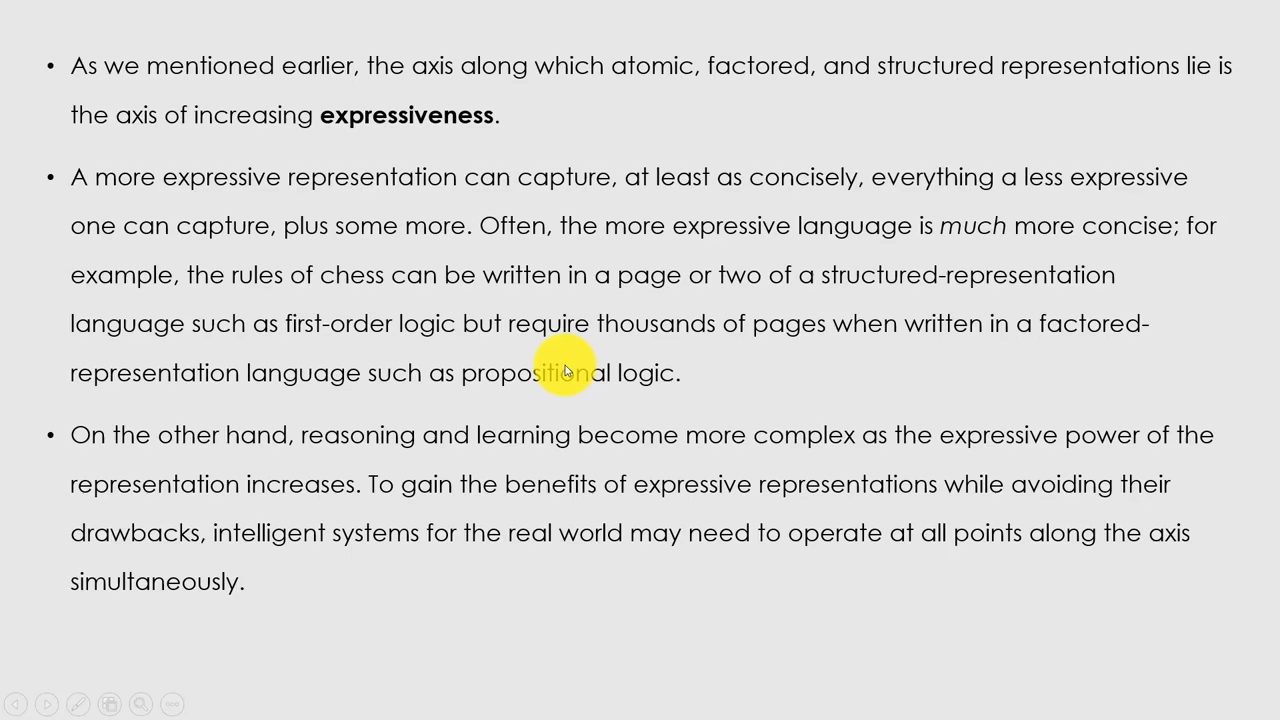 • As we mentioned earlier, the axis along which atomic, factored, and structured representations lie is
the axis of increasing expressiveness.
• A more expressive representation can capture, at least as concisely, everything a less expressive
one can capture, plus some more. Often, the more expressive language is much more concise; for
example, the rules of chess can be written in a page or two of a structured-representation
language such as first-order logic but require thousands of pages when written in a factored-
representation language such as propositional logic.
• On the other hand, reasoning and learning become more complex as the expressive power of the
representation increases. To gain the benefits of expressive representations while avoiding their
drawbacks, intelligent systems for the real world may need to operate at all points along the axis
simultaneously.